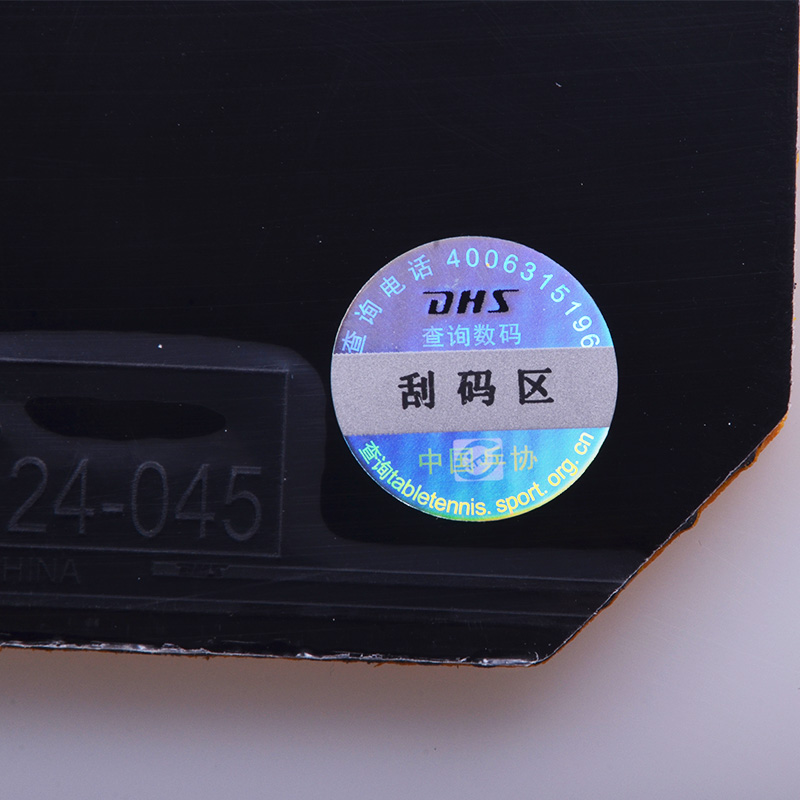 查询电话 4006315196
DHS
查询数码
刮码区
中国乒协
查询tabletennis.sport.org.cn
24-045
CHINA